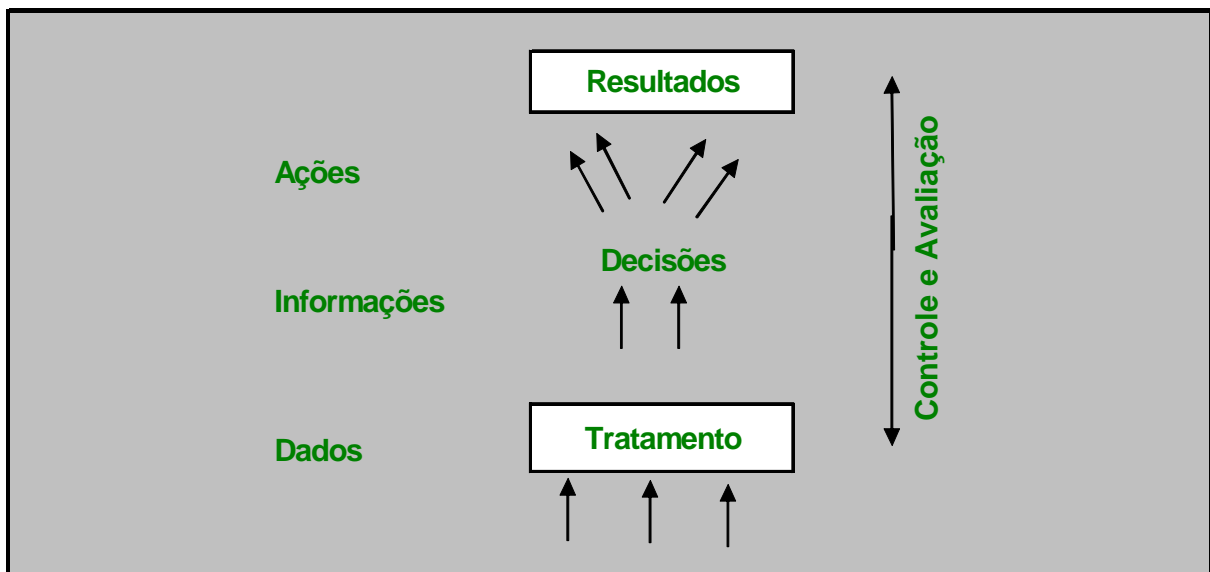 Resultados
Ações
Decisões
Informações
Tratamento
Dados
Controle e Avaliação